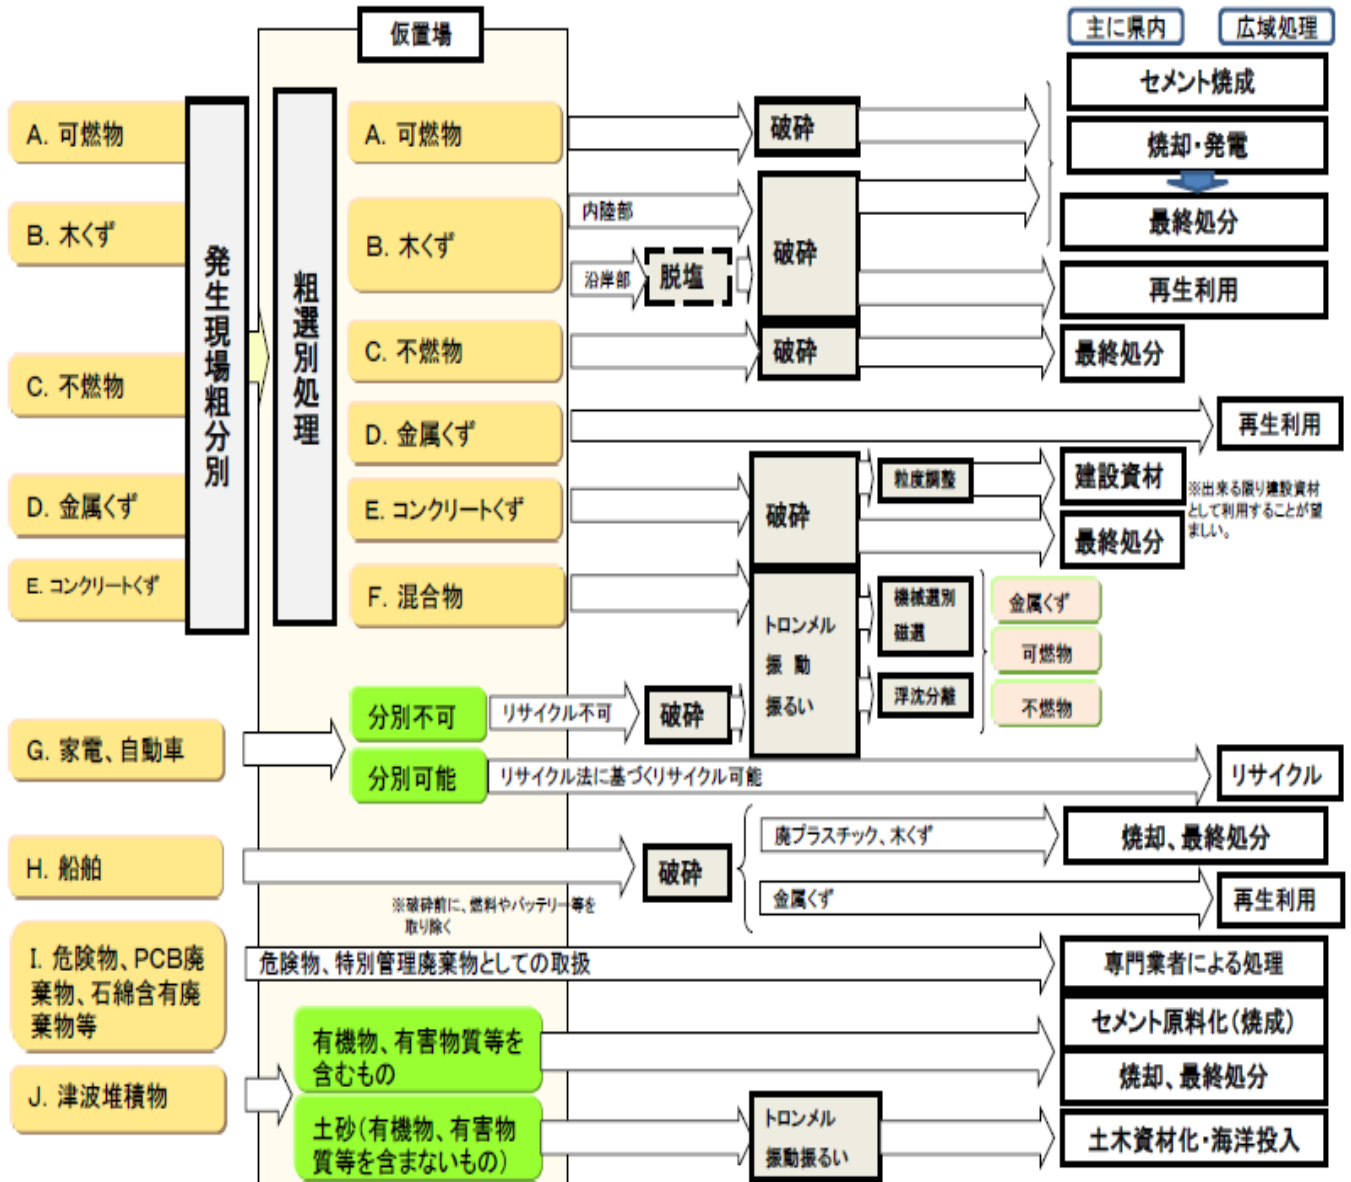 仮置場
主に県内
広域処理
A. 可燃物
B. 木くず
C. 不燃物
D. 金属くず
E. コンクリートくず
発生現場粗分別
粗選別処理
A. 可燃物
B. 木くず
C. 不燃物
D. 金属くず
E. コンクリートくず
F. 混合物
内陸部
沿岸部
脱塩
破砕
破砕
破砕
セメント焼成
焼却・発電
最終処分
再生利用
最終処分
再生利用
破砕
粒度調整
建設資材
最終処分
※出来る限り建設資材
として利用することが望
ましい。
トロンメル
振 動
振るい
機械選別
磁選
浮沈分離
金属くず
可燃物
不燃物
G. 家電、自動車
分別不可
リサイクル不可
破砕
分別可能
リサイクル法に基づくリサイクル可能
リサイクル
H. 船舶
※破砕前に、燃料やバッテリー等を
取り除く
破砕
廃プラスチック、木くず
焼却、最終処分
金属くず
再生利用
I. 危険物、PCB廃
棄物、石綿含有廃
棄物等
危険物、特別管理廃棄物としての取扱
専門業者による処理
J. 津波堆積物
有機物、有害物質等を
含むもの
セメント原料化(焼成)
焼却、最終処分
土砂(有機物、有害物
質等を含まないもの)
トロンメル
振動振るい
土木資材化・海洋投入